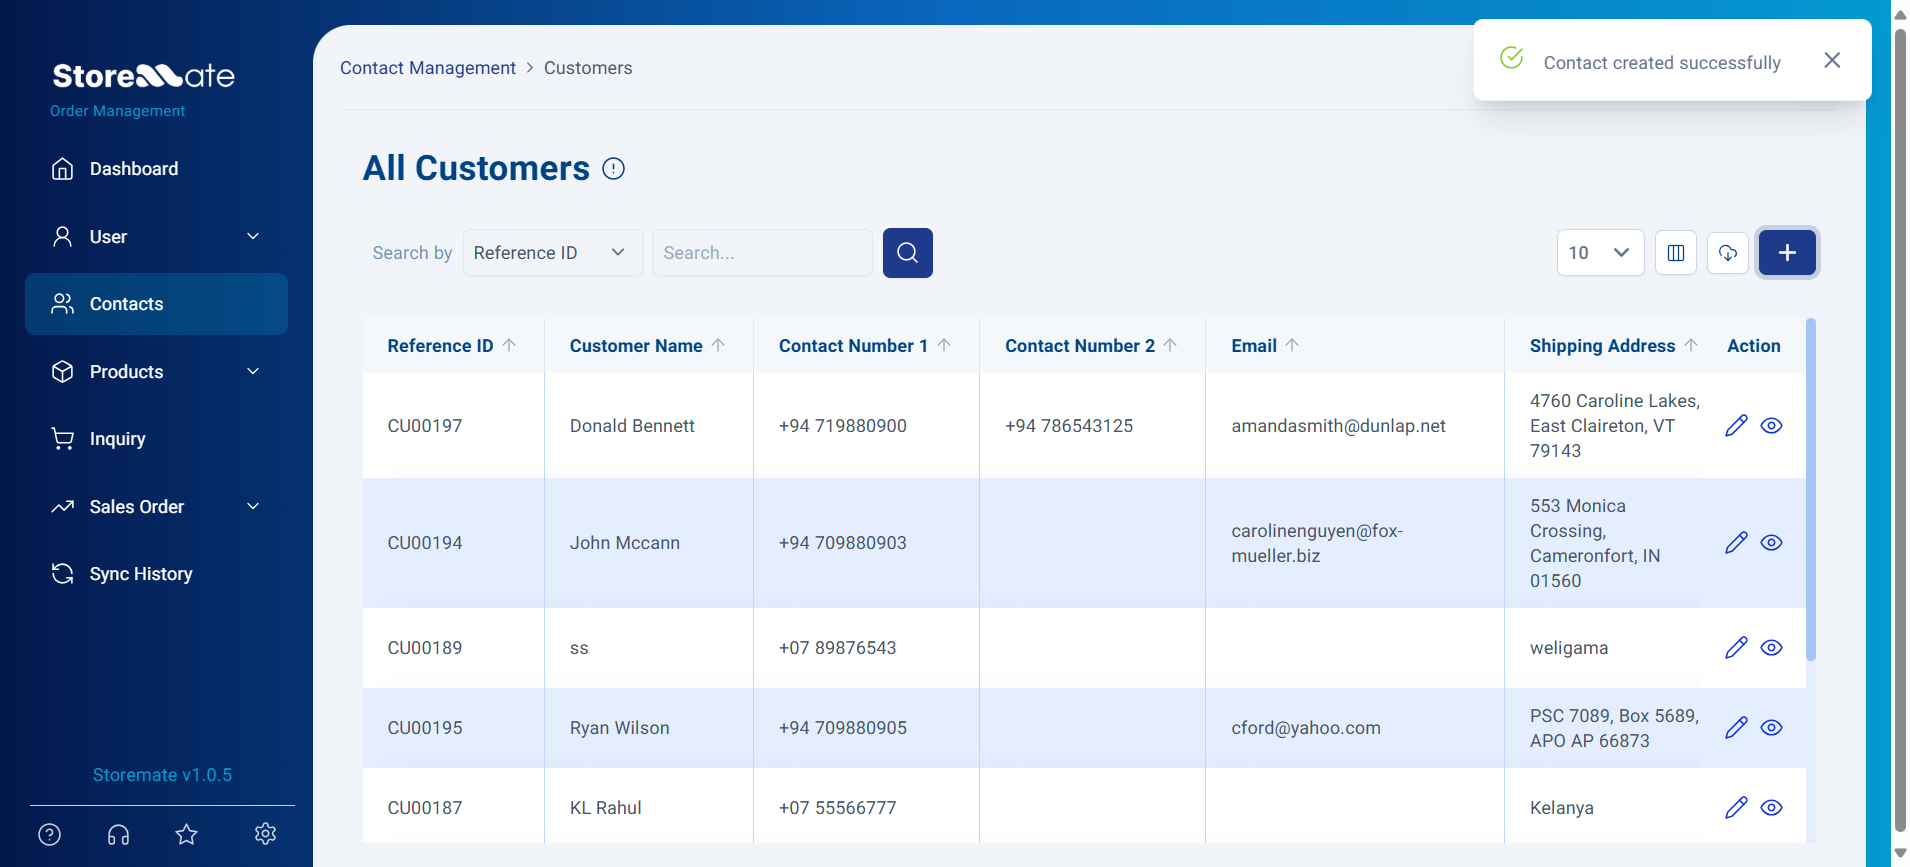 StoreMate
Order Management
Dashboard
User
Contacts
Products
Inquiry
Sales Order
Sync History
Storemate v1.0.5
Contact Management > Customers
Contact created successfully
All Customers
Search by Reference ID Search... 10
Reference ID Customer Name Contact Number 1 Contact Number 2 Email Shipping Address Action
CU00197 Donald Bennett +94 719880900 +94 786543125 amandasmith@dunlap.net 4760 Caroline Lakes,
East Claireton, VT
79143
CU00194 John Mccann +94 709880903 carolinenguyen@fox-
mueller.biz
553 Monica
Crossing,
Cameronfort, IN
01560
CU00189 ss +07 89876543 weligama
CU00195 Ryan Wilson +94 709880905 cford@yahoo.com PSC 7089, Box 5689,
APO AP 66873
CU00187 KL Rahul +07 55566777 Kelanya